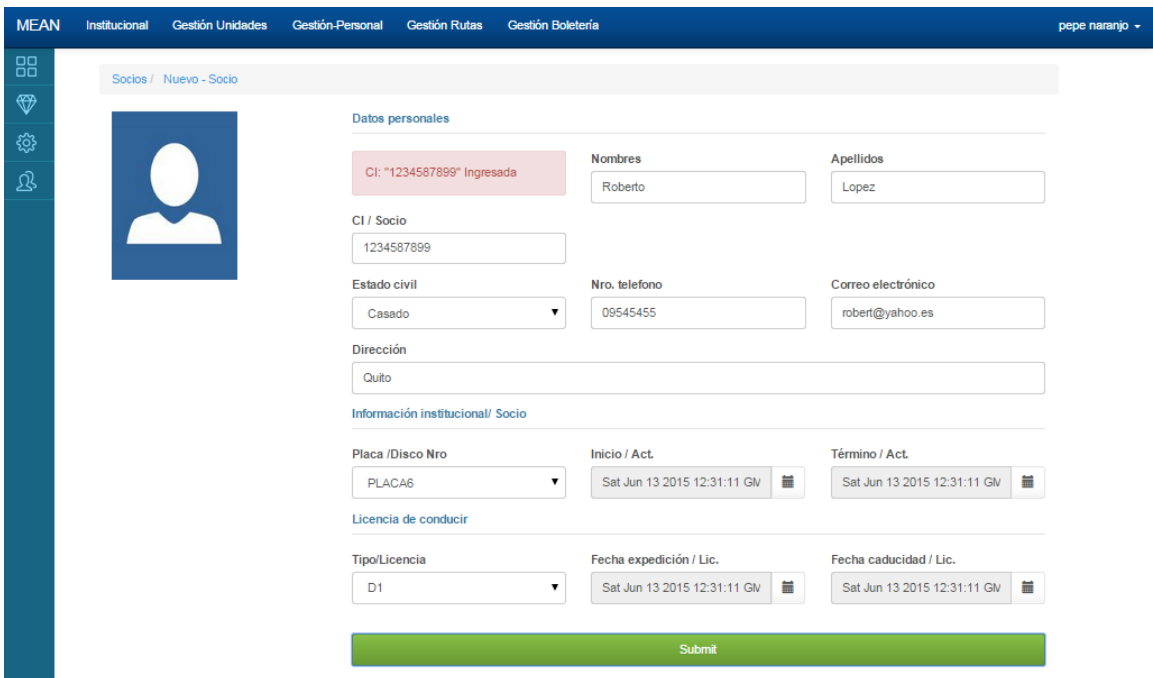 MEAN Institucional Gestión Unidades Gestión-Personal Gestión Rutas Gestión Boletería pepe naranjo
Socios / Nuevo - Socio
Datos personales
CI: "1234587899" Ingresada
Nombres
Roberto
Apellidos
Lopez
CI / Socio
1234587899
Estado civil
Casado
Nro. telefono
09545455
Correo electrónico
robert@yahoo.es
Dirección
Quito
Información institucional/ Socio
Placa /Disco Nro
PLACA6
Inicio / Act.
Sat Jun 13 2015 12:31:11 GM
Término / Act.
Sat Jun 13 2015 12:31:11 GM
Licencia de conducir
Tipo/Licencia
D1
Fecha expedición / Lic.
Sat Jun 13 2015 12:31:11 GM
Fecha caducidad / Lic.
Sat Jun 13 2015 12:31:11 GM
Submit